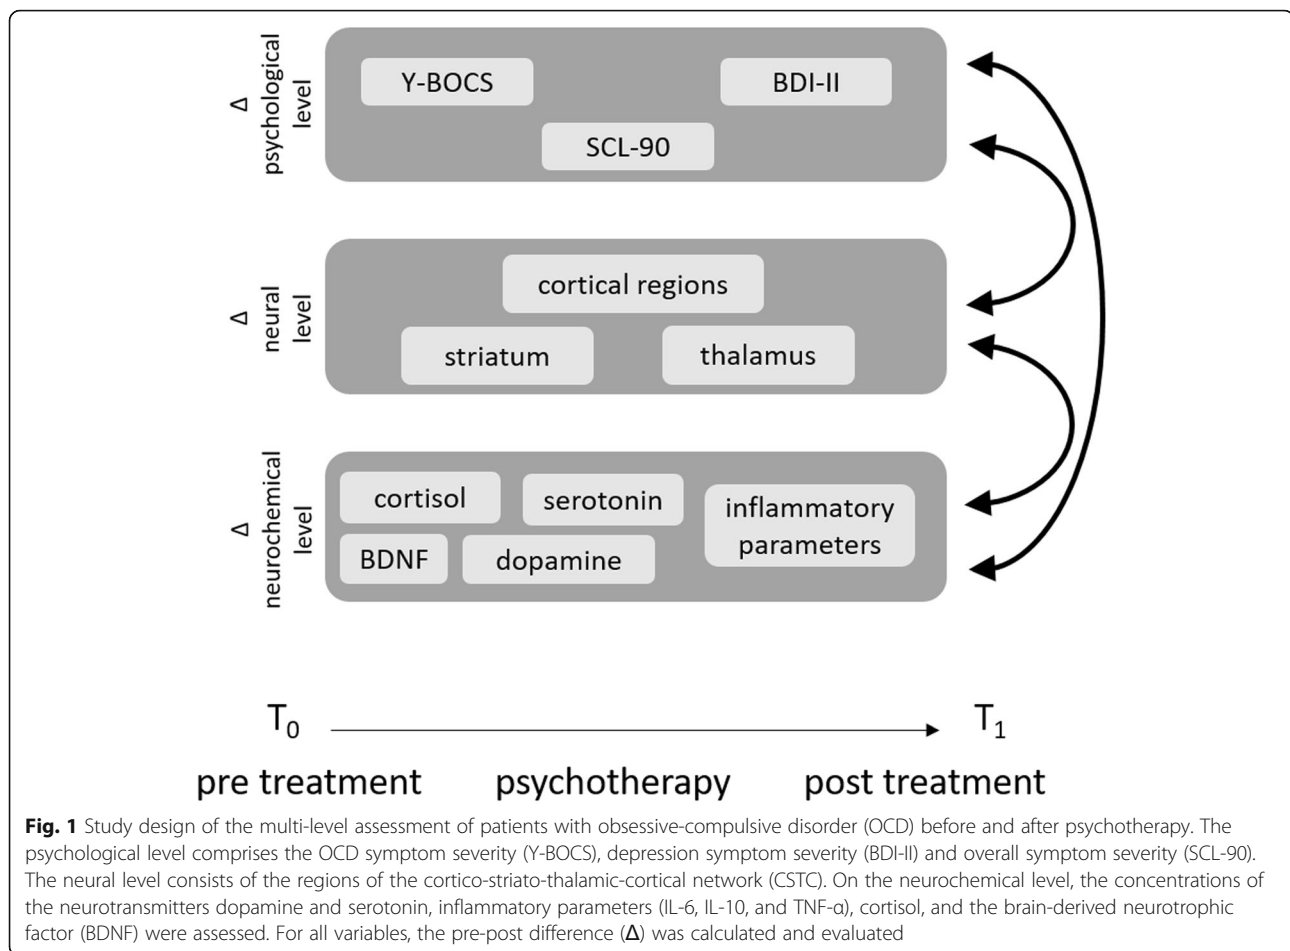 Δ
psychological
level
Y-BOCS
BDI-II
SCL-90
Δ
neural
level
cortical regions
striatum
thalamus
Δ
neurochemical
level
cortisol
serotonin
inflammatory
parameters
BDNF
dopamine
T0
T1
pre treatment
psychotherapy
post treatment
Fig. 1 Study design of the multi-level assessment of patients with obsessive-compulsive disorder (OCD) before and after psychotherapy. The
psychological level comprises the OCD symptom severity (Y-BOCS), depression symptom severity (BDI-II) and overall symptom severity (SCL-90).
The neural level consists of the regions of the cortico-striato-thalamic-cortical network (CSTC). On the neurochemical level, the concentrations of
the neurotransmitters dopamine and serotonin, inflammatory parameters (IL-6, IL-10, and TNF-α), cortisol, and the brain-derived neurotrophic
factor (BDNF) were assessed. For all variables, the pre-post difference (Δ) was calculated and evaluated